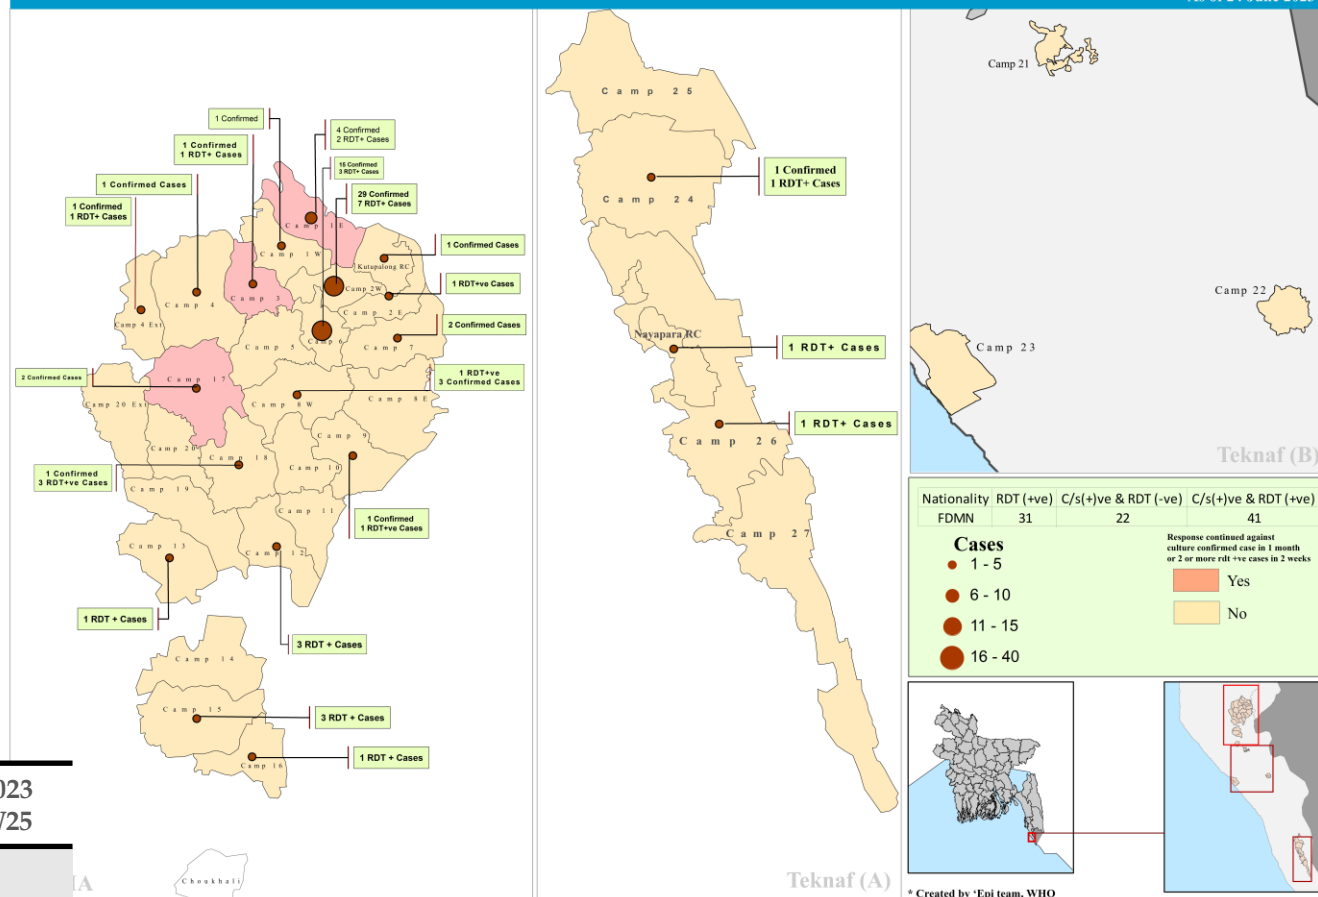 As of 24 June 2023
1 Confirmed
4 Confirmed
2 RDT+ Cases
1 Confirmed
1 RDT+ Cases
15 Confirmed
3 RDT+ Cases
1 Confirmed Cases
29 Confirmed
7 RDT+ Cases
1 Confirmed
1 RDT+ Cases
Camp 1E
1 Confirmed Cases
Camp 1W
Kutupalong RC
1 RDT+ve Cases
Camp 2W
Camp 3
Camp 4
Camp 2E
Camp 4 Ext
2 Confirmed Cases
Camp 5
Camp 6
Camp 7
2 Confirmed Cases
Camp 17
1 RDT+ve
3 Confirmed Cases
Camp 20 Ext
Camp 8W
Camp 8E
Camp 9
Camp 20
Camp 18
Camp 10
1 Confirmed
3 RDT+ve Cases
Camp 19
Camp 11
1 Confirmed
1 RDT+ve Cases
Camp 13
Camp 12
1 RDT + Cases
3 RDT + Cases
Camp 14
Camp 15
3 RDT + Cases
1 RDT + Cases
Camp 16
023
25
Choukhali
IA
Camp 25
1 Confirmed
1 RDT+ Cases
Camp 24
Nayapara RC
1 RDT+ Cases
1 RDT+ Cases
Camp 26
Camp 27
Teknaf (A)
Camp 21
Camp 22
Camp 23
Teknaf (B)
Nationality RDT (+ve) C/s(+)ve & RDT (-ve) C/s(+)ve & RDT (+ve)
FDMN 31 22 41
Cases
1 - 5
6 - 10
11 - 15
16 - 40
Response continued against
culture confirmed case in 1 month
or 2 or more rdt +ve cases in 2 weeks
Yes
No
* Created by 'Epi team, WHO